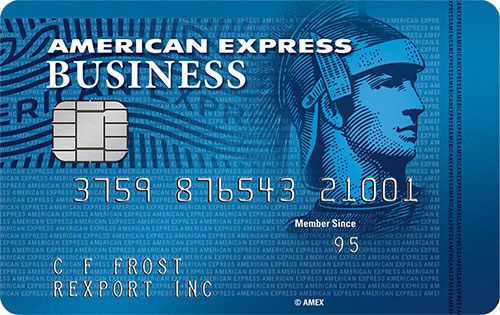 AMERICAN EXPRESS
BUSINESS
3759 876543 21001
Member Since
95
C F FROST
REXPORT INC
© AMEX